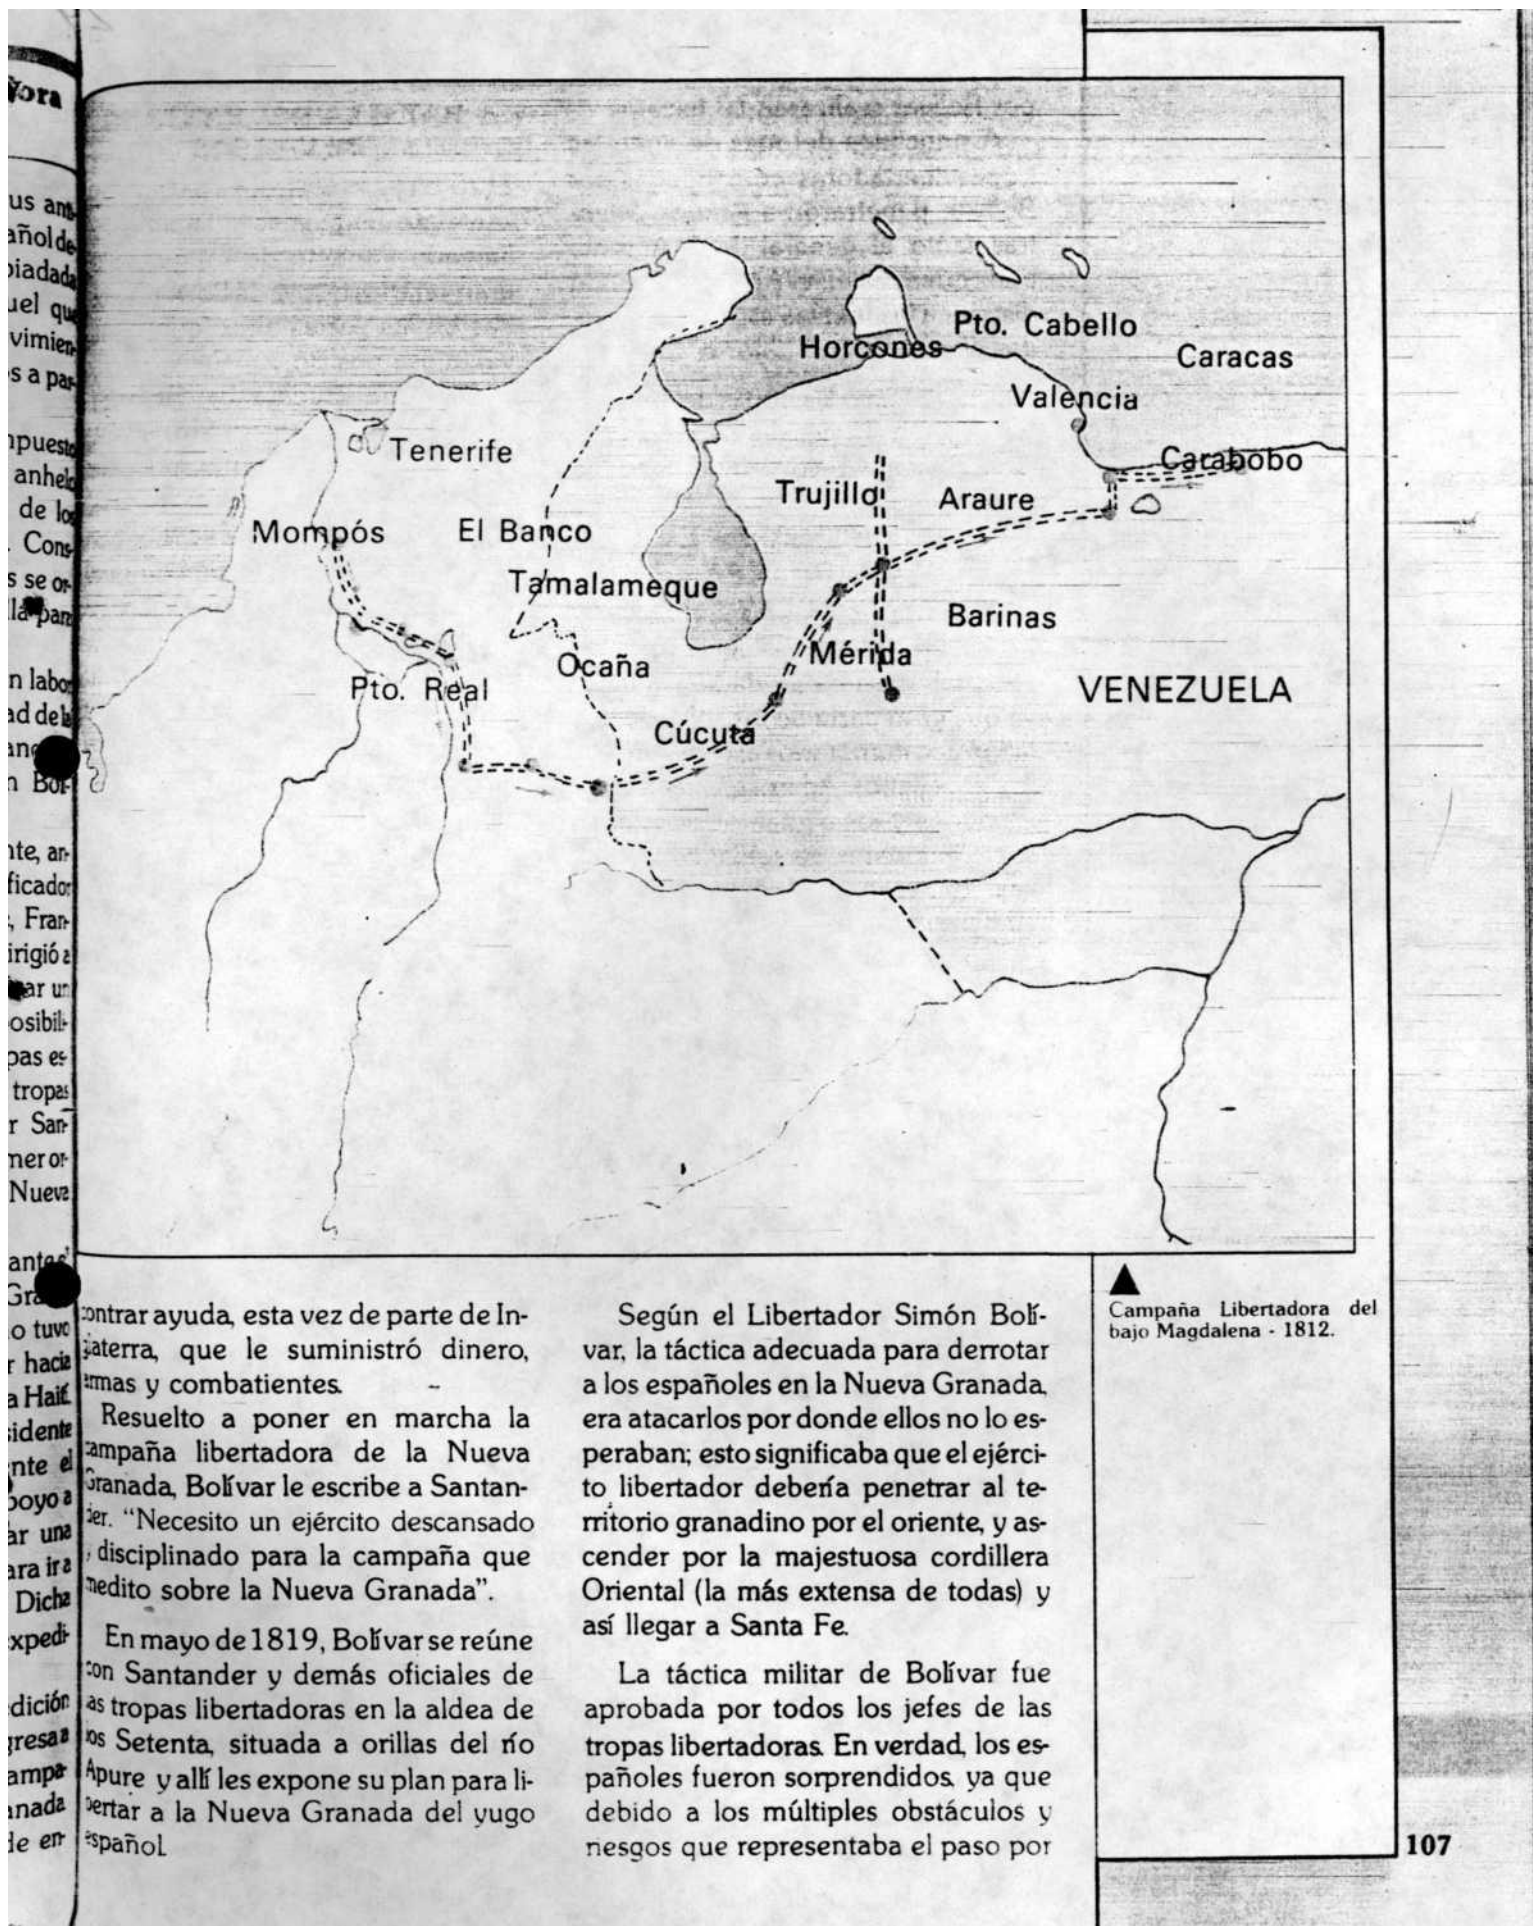 Pto. Cabello
Horcones
Caracas
Valencia
Tenerife
Carabobo
Trujillo
Araure
Mompós
El Banco
Tamalameque
Barinas
Mérida
Ocaña
Pto. Real
VENEZUELA
Cúcuta
Campaña Libertadora del
bajo Magdalena - 1812.
contrar ayuda, esta vez de parte de In-
glaterra, que le suministró dinero,
armas y combatientes.
Resuelto a poner en marcha la
campaña libertadora de la Nueva
Granada, Bolívar le escribe a Santan-
der. “Necesito un ejército descansado
y disciplinado para la campaña que
medito sobre la Nueva Granada”.
En mayo de 1819, Bolívar se reúne
con Santander y demás oficiales de
las tropas libertadoras en la aldea de
los Setenta, situada a orillas del río
Apure y allí les expone su plan para li-
bertar a la Nueva Granada del yugo
español.
Según el Libertador Simón Bolí-
var, la táctica adecuada para derrotar
a los españoles en la Nueva Granada,
era atacarlos por donde ellos no lo es-
peraban; esto significaba que el ejérci-
to libertador debería penetrar al te-
rritorio granadino por el oriente, y as-
cender por la majestuosa cordillera
Oriental (la más extensa de todas) y
así llegar a Santa Fe.
La táctica militar de Bolívar fue
aprobada por todos los jefes de las
tropas libertadoras. En verdad, los es-
pañoles fueron sorprendidos, ya que
debido a los múltiples obstáculos y
riesgos que representaba el paso por
107